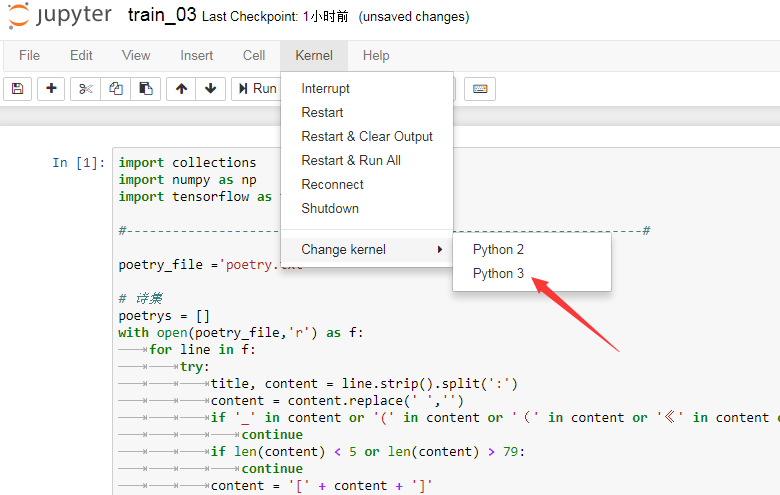 jupyter train_03 Last Checkpoint: 1小时前 (unsaved changes)
File Edit View Insert Cell Kernel Help
Run
Interrupt
Restart
Restart & Clear Output
Restart & Run All
Reconnect
Shutdown
Change kernel
Python 2
Python 3
In [1]:
import collections
import numpy as np
import tensorflow as
#----------------------------------------------------------------#
poetry_file ='poetry.txt'
# 诗集
poetrys = []
with open(poetry_file,'r') as f:
for line in f:
try:
title, content = line.strip().split(':')
content = content.replace(' ','')
if '_' in content or '(' in content or '（' in content or '《' in content
continue
if len(content) < 5 or len(content) > 79:
continue
content = '[' + content + ']'